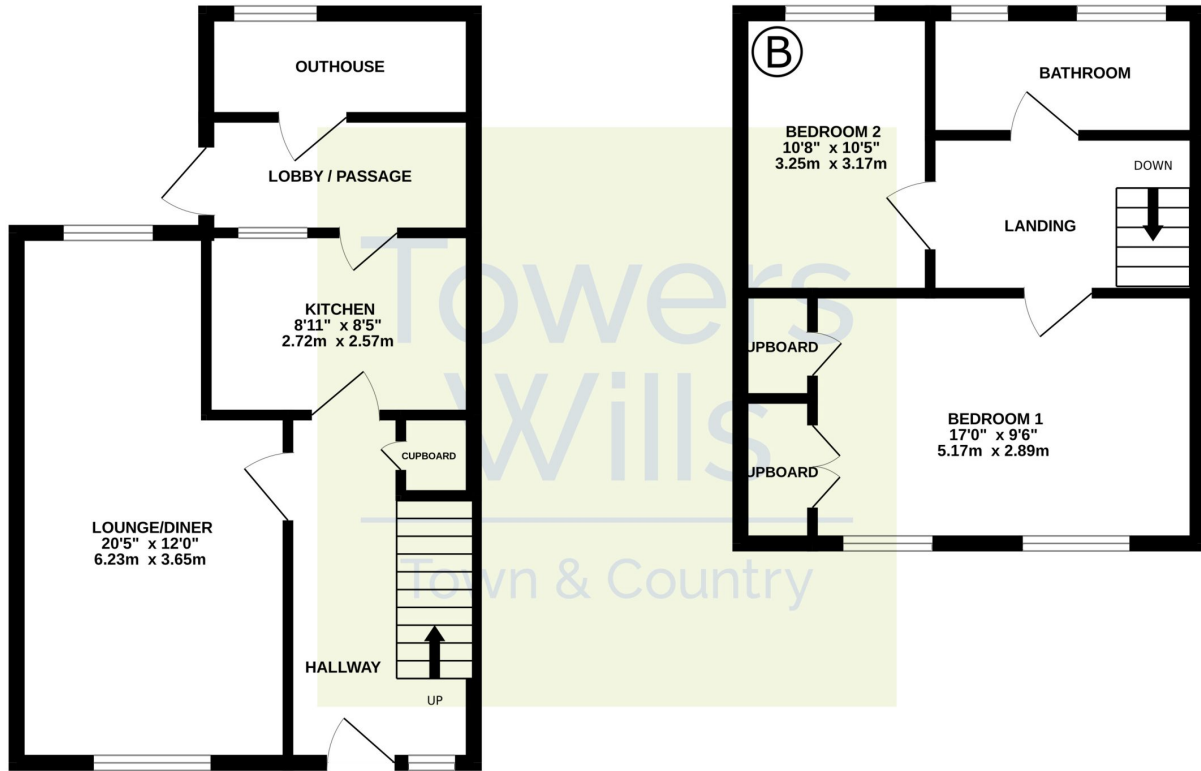 OUTHOUSE
LOBBY / PASSAGE
KITCHEN
8'11" x 8'5"
2.72m x 2.57m
CUPBOARD
LOUNGE/DINER
20'5" x 12'0"
6.23m x 3.65m
HALLWAY
UP
B
BATHROOM
BEDROOM 2
10'8" x 10'5"
3.25m x 3.17m
DOWN
LANDING
UPBOARD
BEDROOM 1
17'0" x 9'6"
5.17m x 2.89m
UPBOARD
Towers
Wills
Town & Country